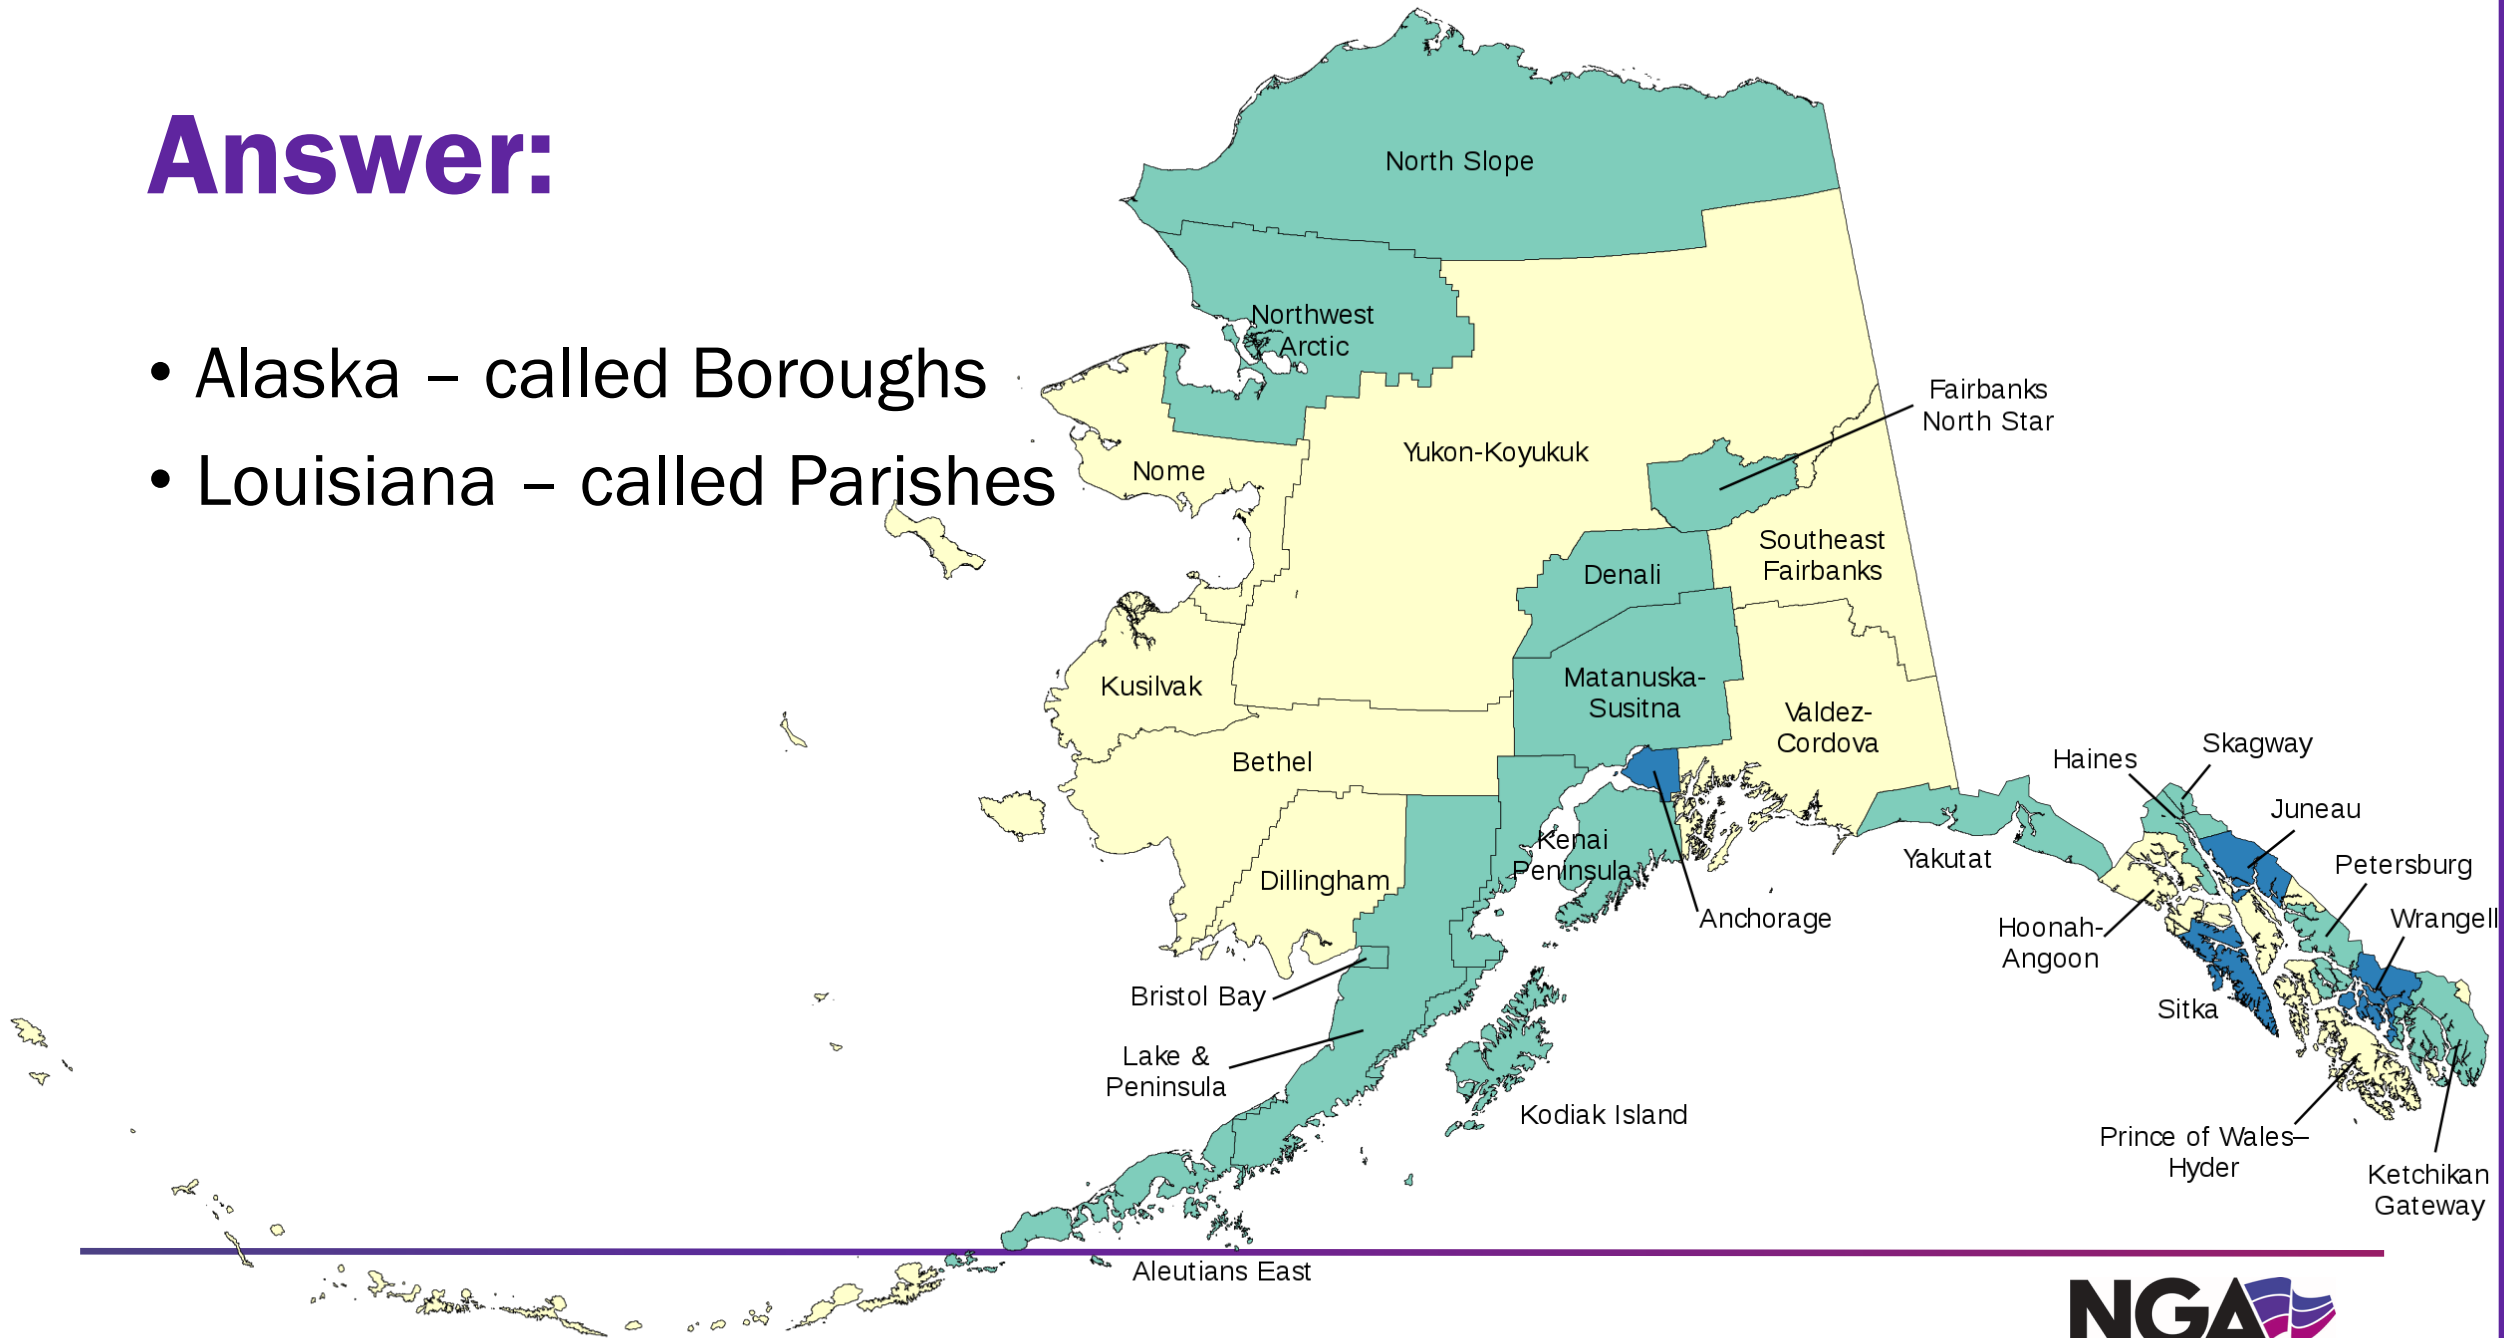 Answer:
• Alaska – called Boroughs
• Louisiana – called Parishes
North Slope
Northwest
Arctic
Fairbanks
North Star
Yukon-Koyukuk
Nome
Southeast
Fairbanks
Denali
Kusilvak
Matanuska-
Susitna
Valdez-
Cordova
Bethel
Haines
Skagway
Juneau
Kenai
Peninsula
Yakutat
Petersburg
Dillingham
Anchorage
Wrangell
Hoonah-
Angoon
Bristol Bay
Sitka
Lake &
Peninsula
Kodiak Island
Prince of Wales–
Hyder
Ketchikan
Gateway
Aleutians East
NGA